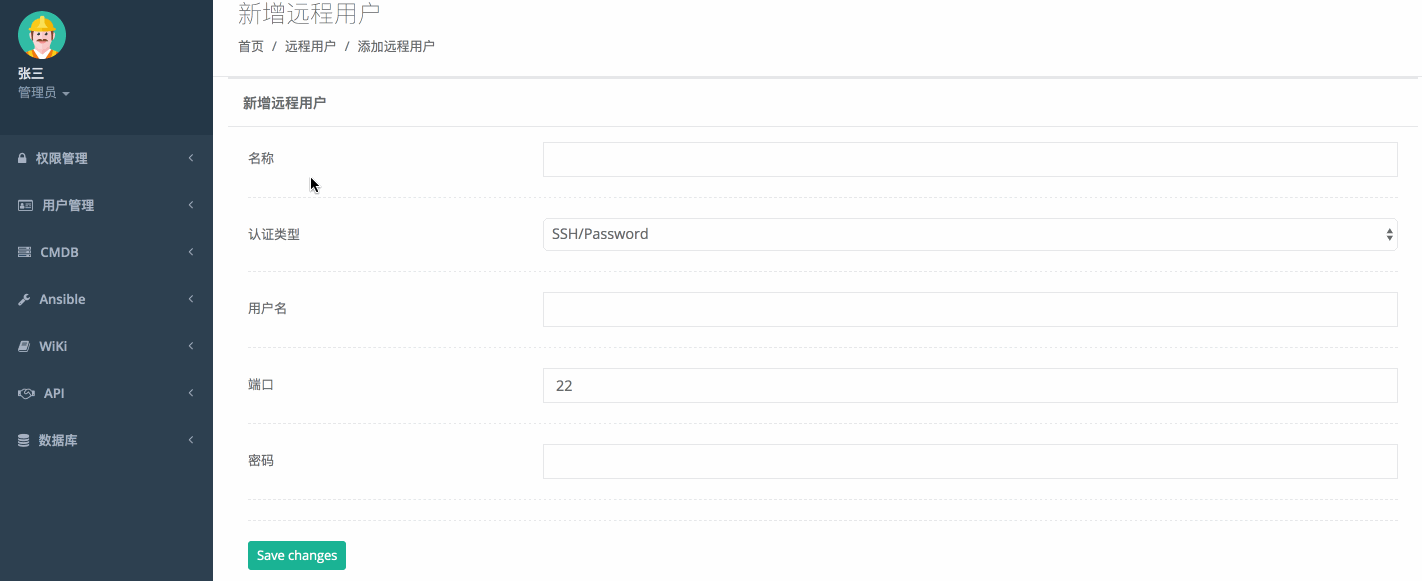 张三
管理员
权限管理
用户管理
CMDB
Ansible
WiKi
API
数据库
新增远程用户
首页 / 远程用户 / 添加远程用户
新增远程用户
名称
认证类型 SSH/Password
用户名
端口 22
密码
Save changes